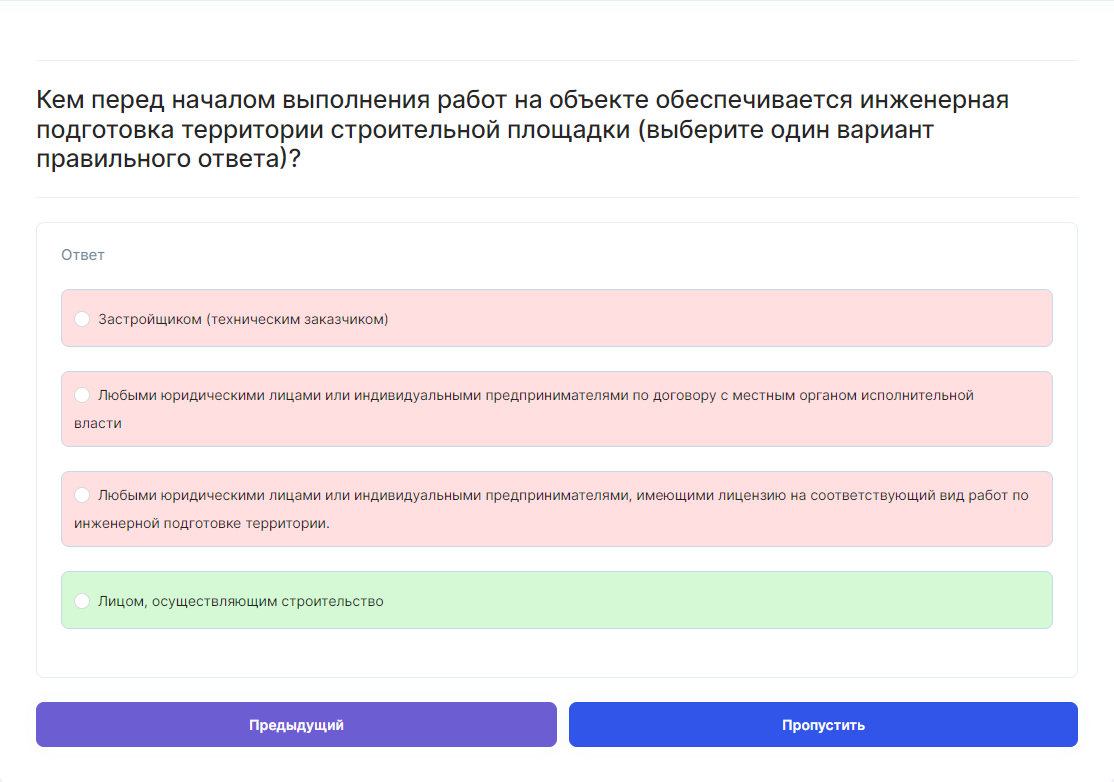 Кем перед началом выполнения работ на объекте обеспечивается инженерная
подготовка территории строительной площадки (выберите один вариант
правильного ответа)?
Ответ
Застройщиком (техническим заказчиком)
Любыми юридическими лицами или индивидуальными предпринимателями по договору с местным органом исполнительной
власти
Любыми юридическими лицами или индивидуальными предпринимателями, имеющими лицензию на соответствующий вид работ по
инженерной подготовке территории.
Лицом, осуществляющим строительство
Предыдущий
Пропустить